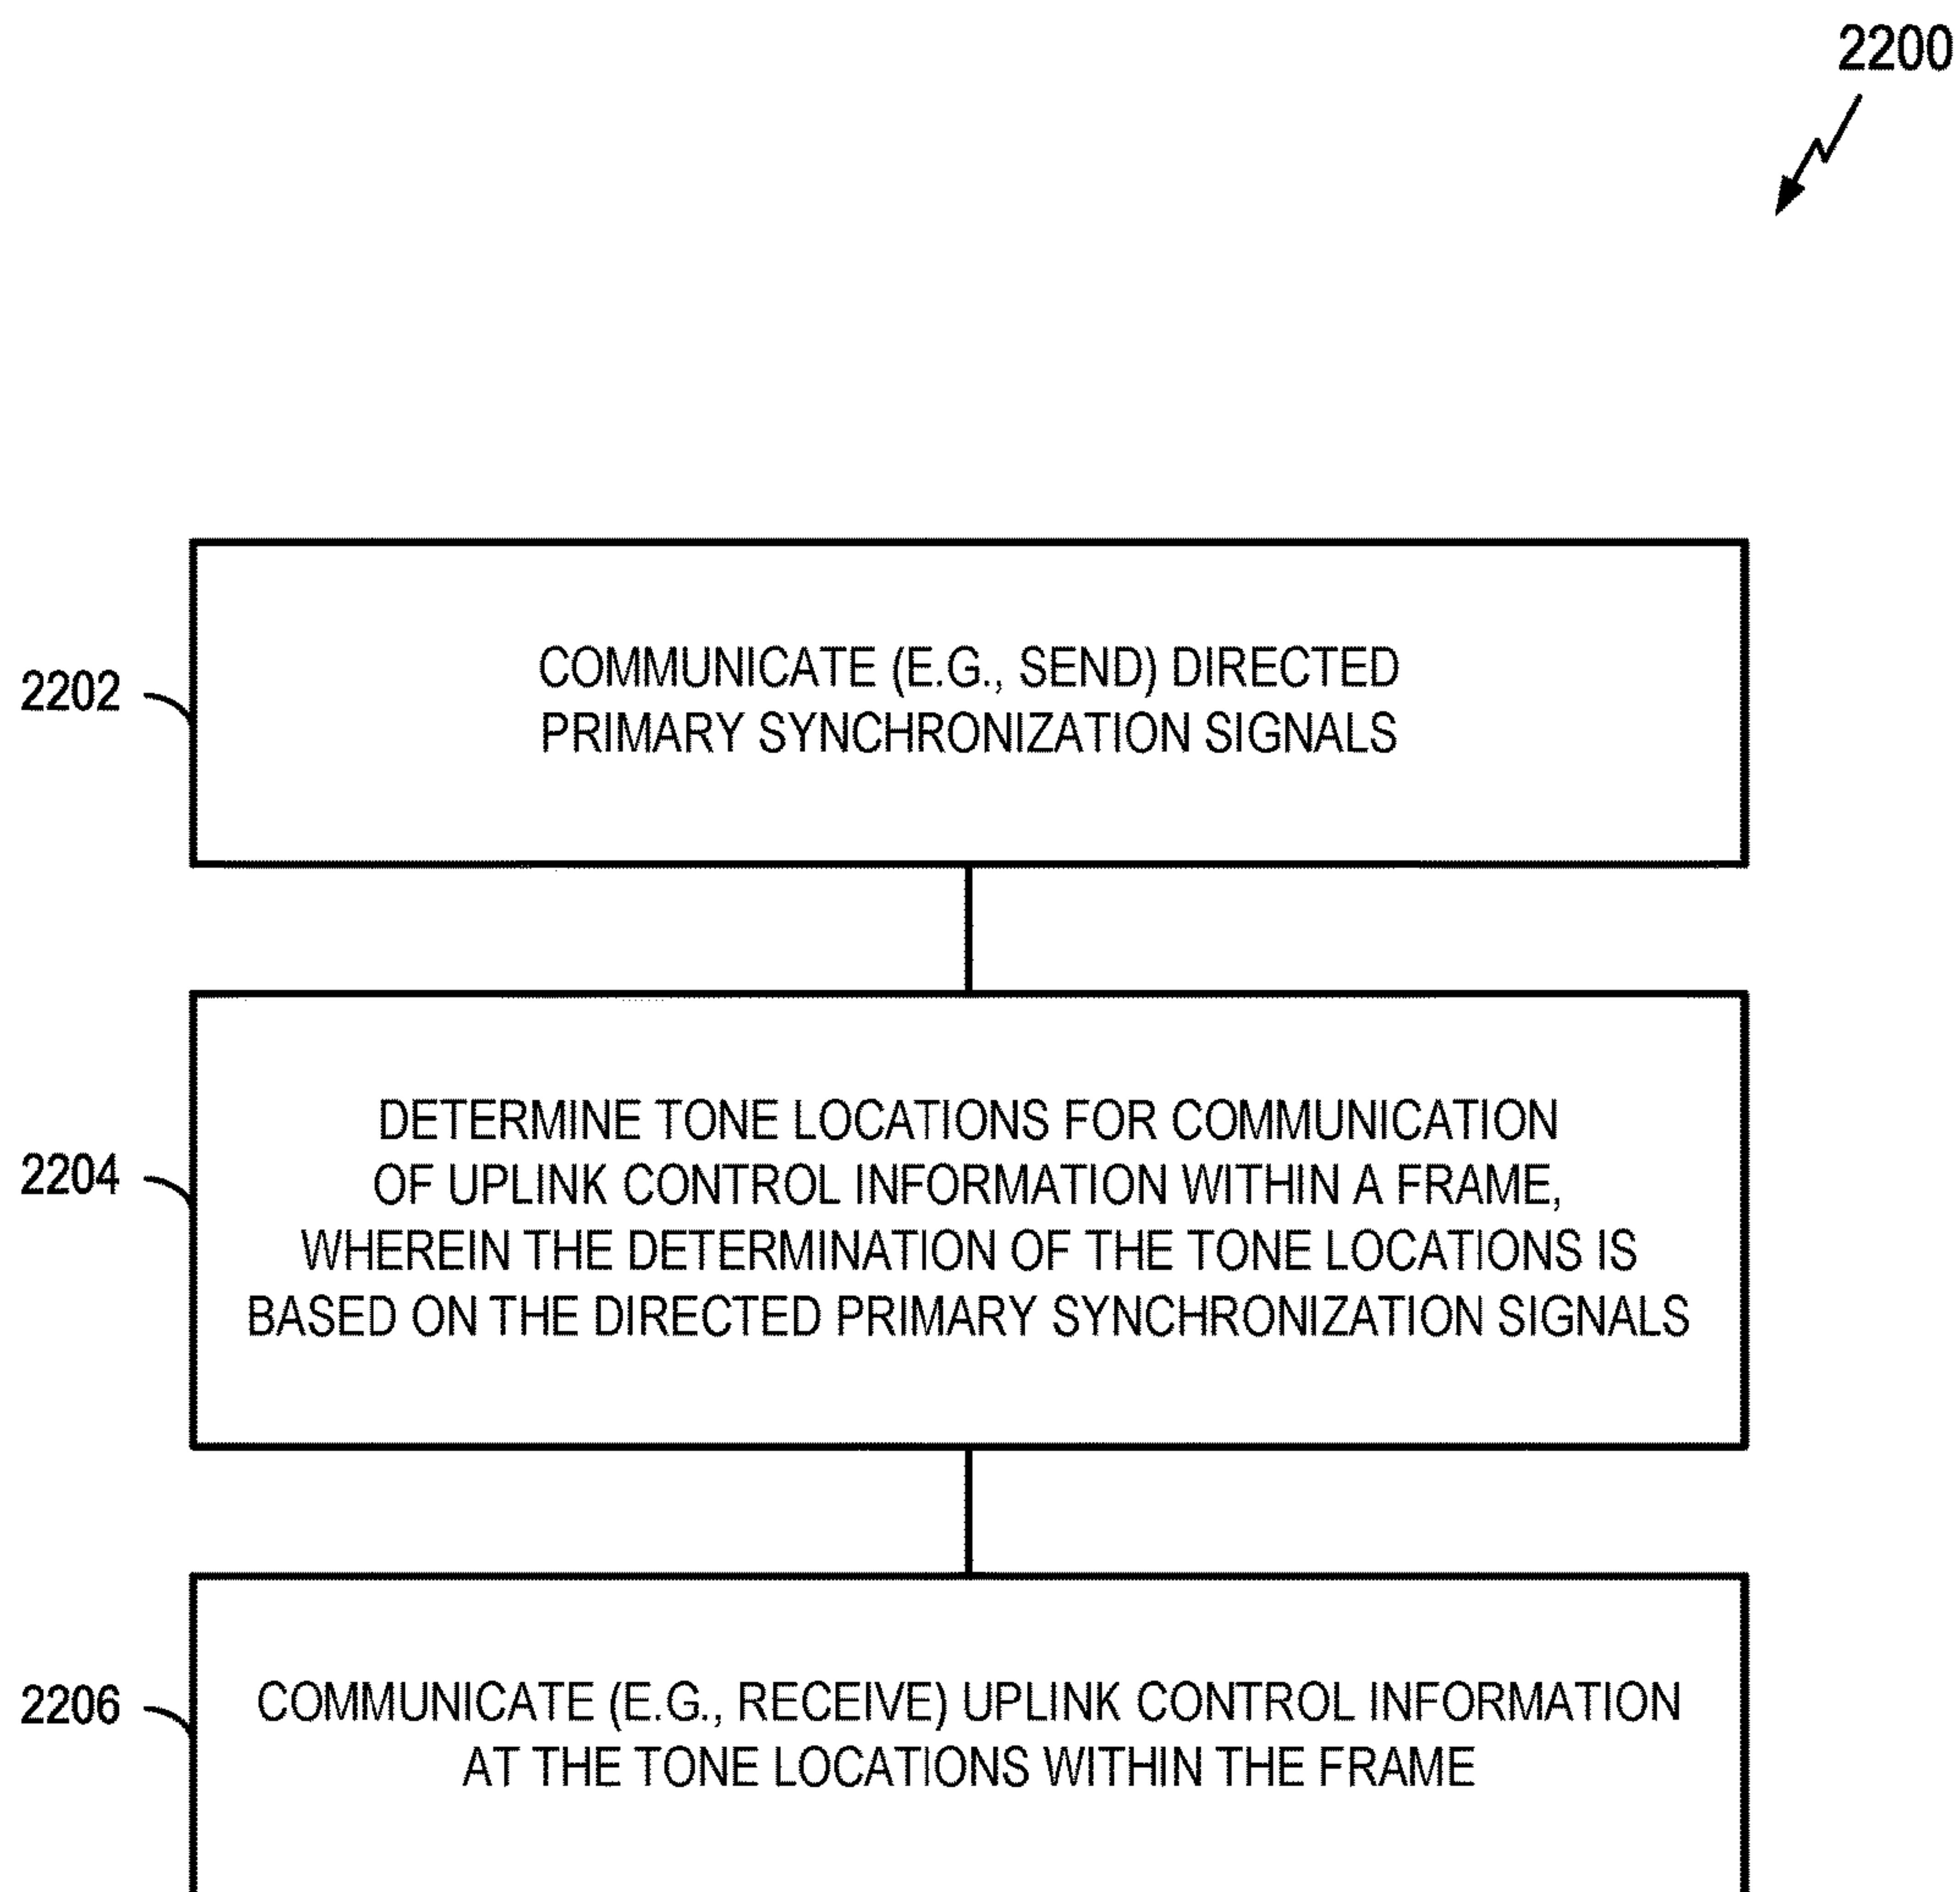 2200
2202
COMMUNICATE (E.G., SEND) DIRECTED
PRIMARY SYNCHRONIZATION SIGNALS
2204
DETERMINE TONE LOCATIONS FOR COMMUNICATION
OF UPLINK CONTROL INFORMATION WITHIN A FRAME,
WHEREIN THE DETERMINATION OF THE TONE LOCATIONS IS
BASED ON THE DIRECTED PRIMARY SYNCHRONIZATION SIGNALS
2206
COMMUNICATE (E.G., RECEIVE) UPLINK CONTROL INFORMATION
AT THE TONE LOCATIONS WITHIN THE FRAME